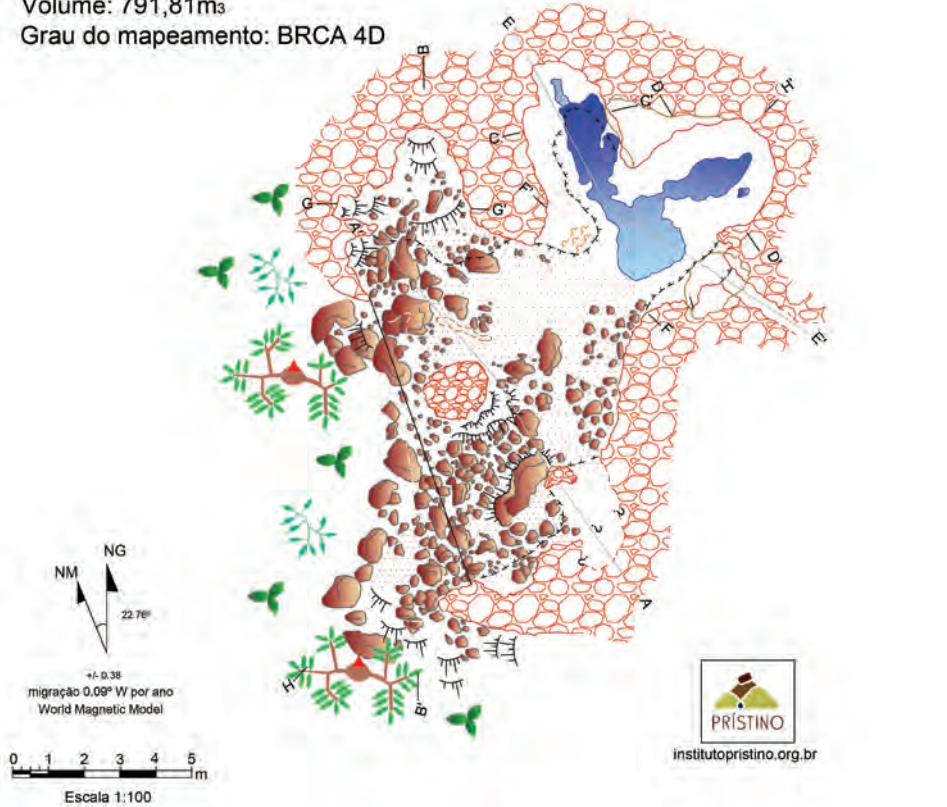 Volume: 791,81m3
Grau do mapeamento: BRCA 4D
E
B
D
C'
H'
C
F'
G
G'
A'
D'
F
E'
?
?
?
A
NG
NM
22.76º
+/- 0.38
migração 0.09º W por ano
World Magnetic Model
H
B'
PRÍSTINO
institutopristino.org.br
0 1 2 3 4 5 m
Escala 1:100